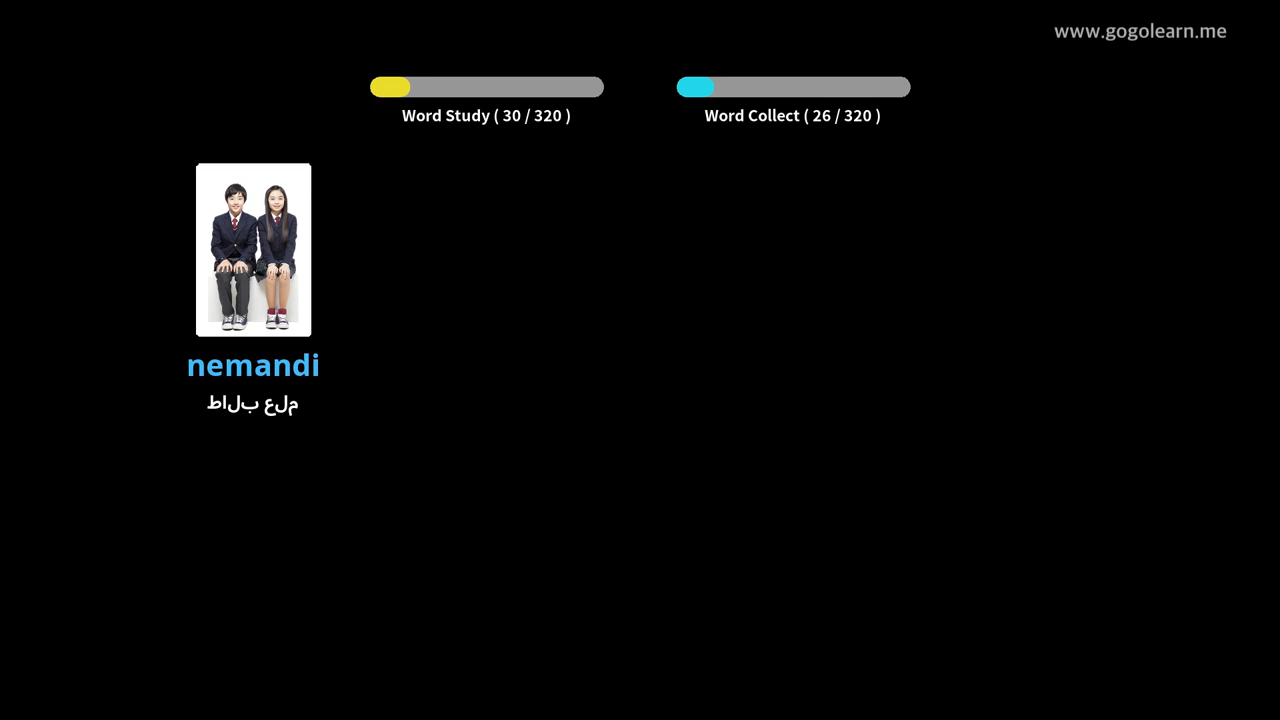 www.gogolearn.me
Word Study ( 30 / 320 )
Word Collect ( 26 / 320 )
nemandi
طالب علم